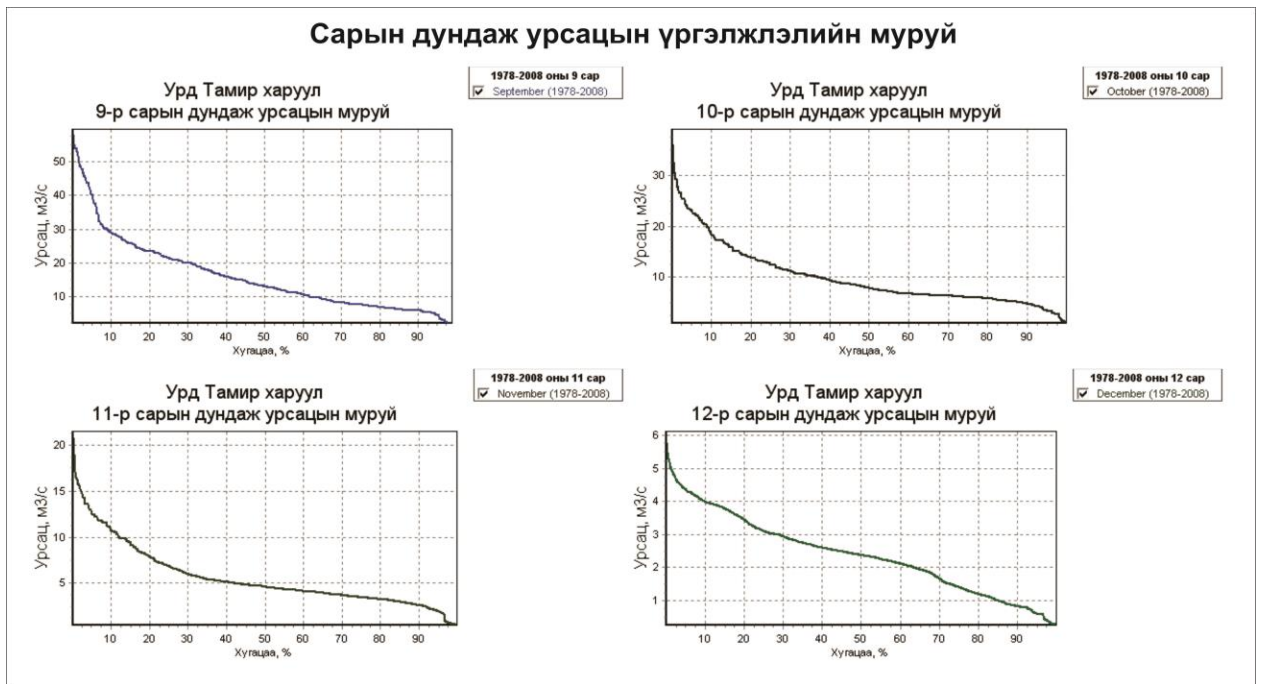 Сарын дундаж урсацын үргэлжлэлийн муруй
Урд Тамир харуул
9-р сарын дундаж урсацын муруй
1978-2008 оны 9 сар
September (1978-2008)
Урсац, м3/с
50
40
30
20
10
10 20 30 40 50 60 70 80 90
Хугацаа, %
Урд Тамир харуул
10-р сарын дундаж урсацын муруй
1978-2008 оны 10 сар
October (1978-2008)
Урсац, м3/с
30
20
10
10 20 30 40 50 60 70 80 90
Хугацаа, %
Урд Тамир харуул
11-р сарын дундаж урсацын муруй
1978-2008 оны 11 сар
November (1978-2008)
Урсац, м3/с
20
15
10
5
10 20 30 40 50 60 70 80 90
Хугацаа, %
Урд Тамир харуул
12-р сарын дундаж урсацын муруй
1978-2008 оны 12 сар
December (1978-2008)
Урсац, м3/с
6
5
4
3
2
1
10 20 30 40 50 60 70 80 90
Хугацаа, %